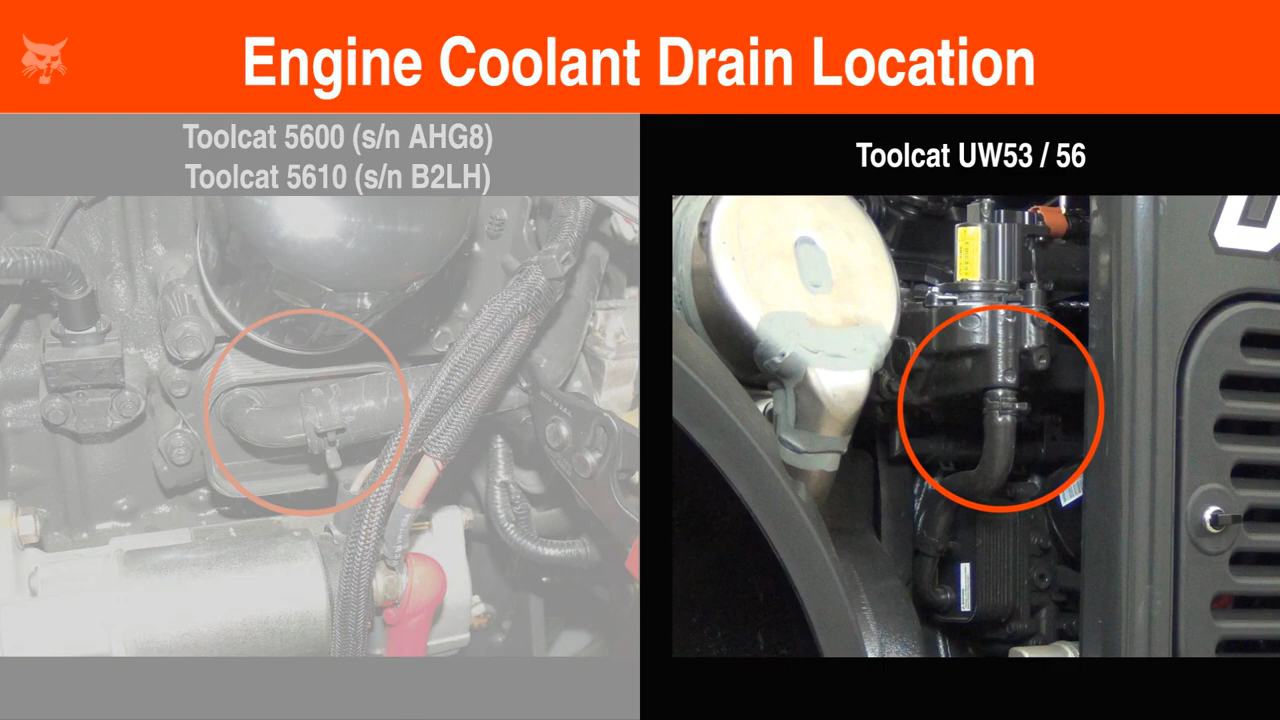 Engine Coolant Drain Location
Toolcat 5600 (s/n AHG8)
Toolcat 5610 (s/n B2LH)
Toolcat UW53 / 56